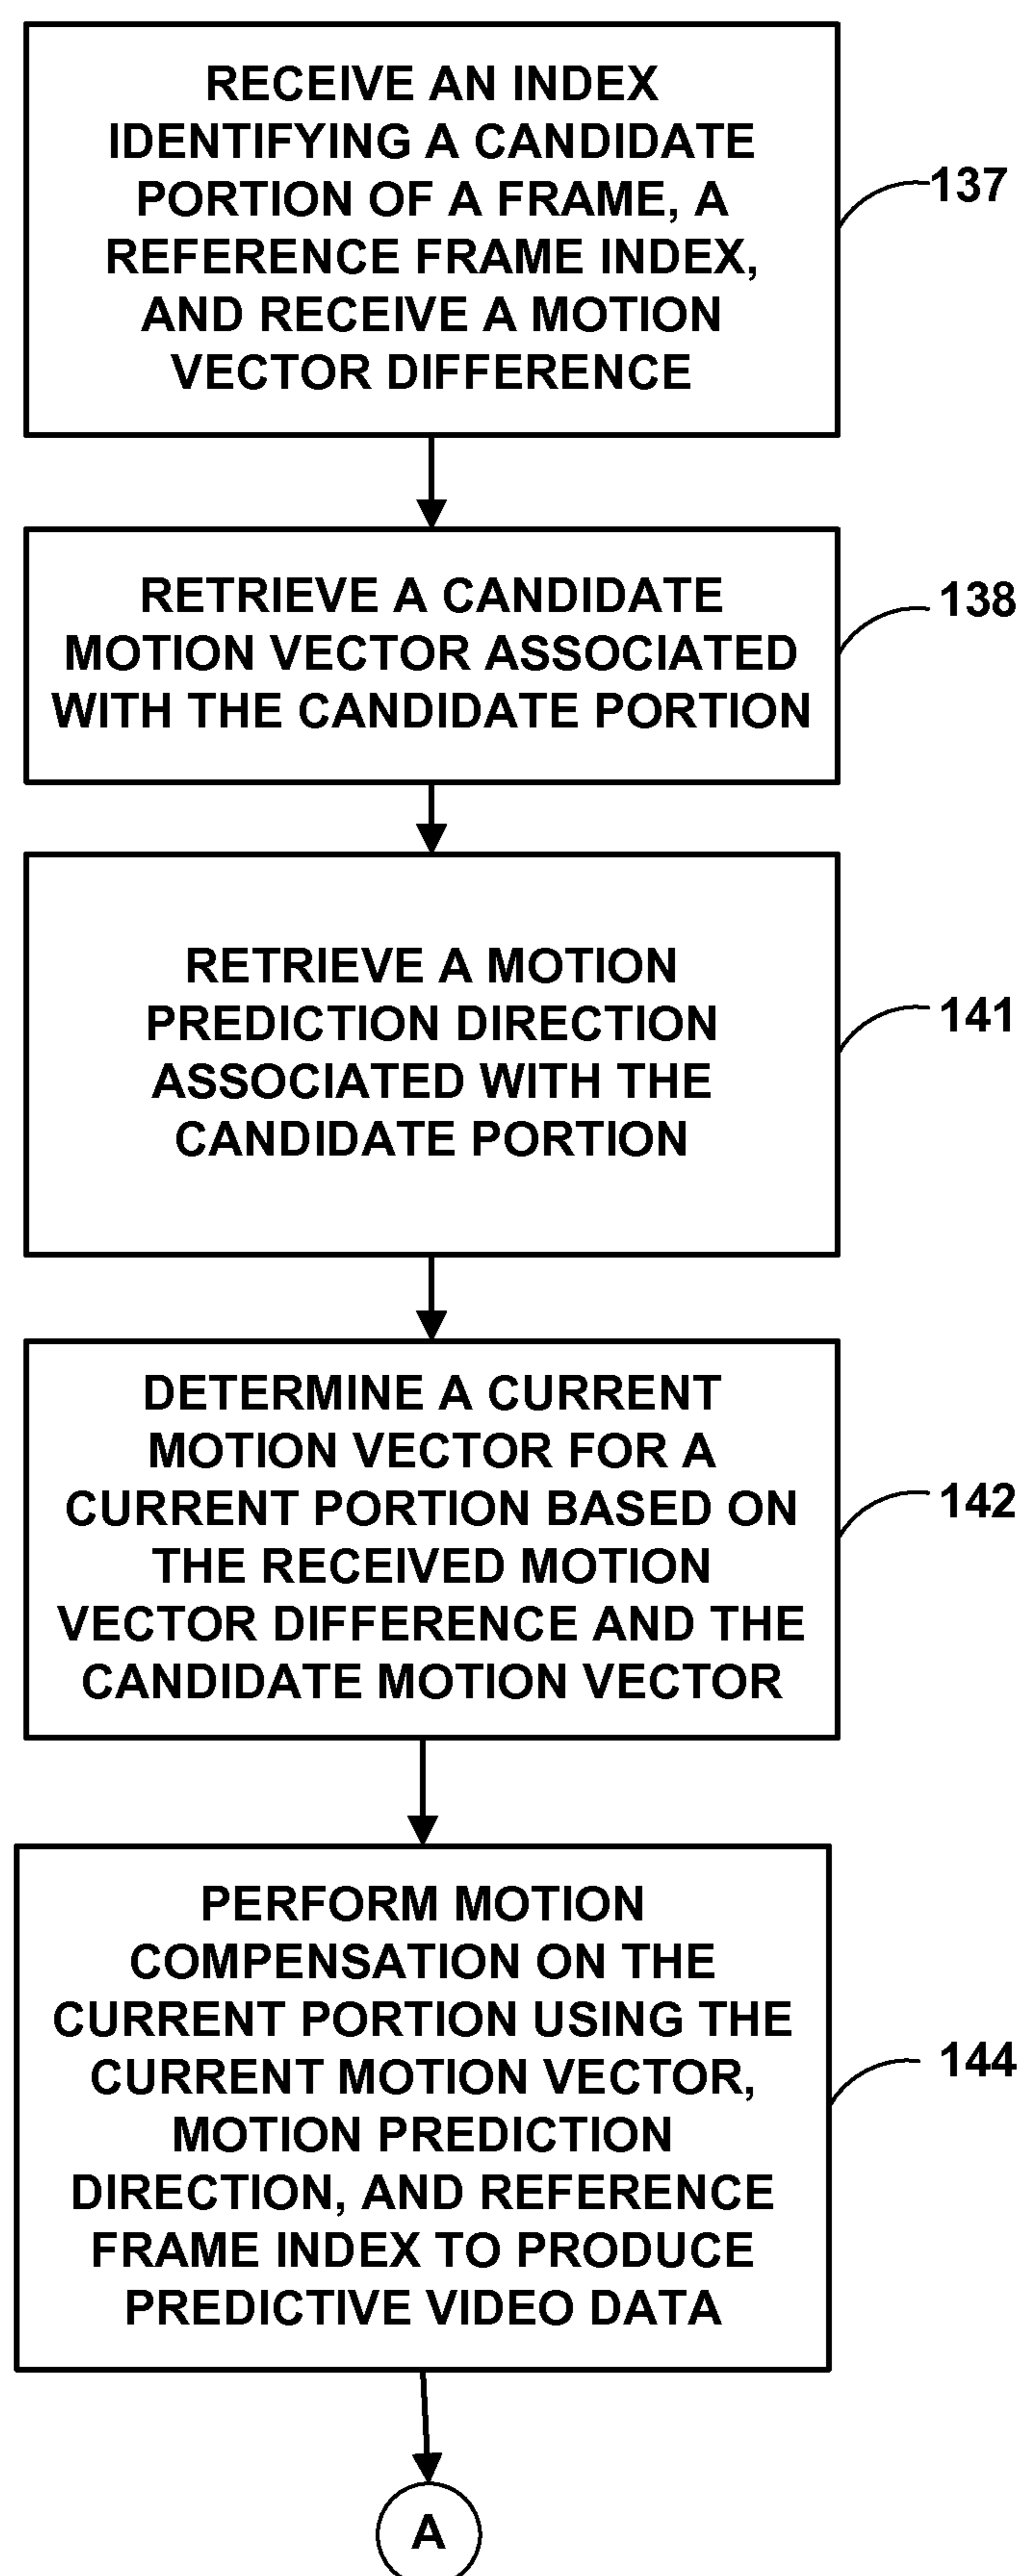 RECEIVE AN INDEX
IDENTIFYING A CANDIDATE
PORTION OF A FRAME, A
REFERENCE FRAME INDEX,
AND RECEIVE A MOTION
VECTOR DIFFERENCE
137
RETRIEVE A CANDIDATE
MOTION VECTOR ASSOCIATED
WITH THE CANDIDATE PORTION
138
RETRIEVE A MOTION
PREDICTION DIRECTION
ASSOCIATED WITH THE
CANDIDATE PORTION
141
DETERMINE A CURRENT
MOTION VECTOR FOR A
CURRENT PORTION BASED ON
THE RECEIVED MOTION
VECTOR DIFFERENCE AND THE
CANDIDATE MOTION VECTOR
142
PERFORM MOTION
COMPENSATION ON THE
CURRENT PORTION USING THE
CURRENT MOTION VECTOR,
MOTION PREDICTION
DIRECTION, AND REFERENCE
FRAME INDEX TO PRODUCE
PREDICTIVE VIDEO DATA
144
A